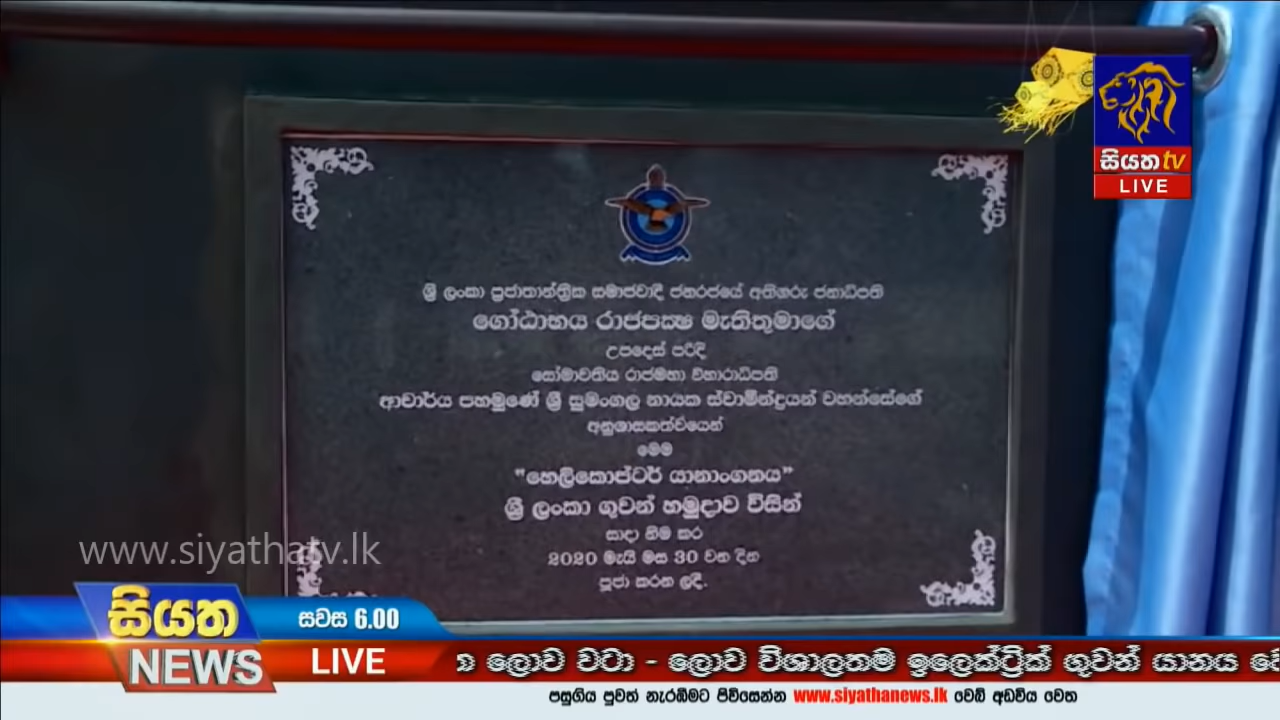 සියත tv
LIVE
ශ්‍රී ලංකා ප්‍රජාතාන්ත්‍රික සමාජවාදී ජනරජයේ අතිගරු ජනාධිපති
ගෝඨාභය රාජපක්ෂ මැතිතුමාගේ
උපදෙස් පරිදි
සෝමාවතිය රාජමහා විහාරාධිපති
ආචාර්ය පහමුණේ ශ්‍රී සුමංගල නායක ස්වාමීන්ද්‍රයන් වහන්සේගේ
අනුශාසකත්වයෙන්
මෙම
"හෙලිකොප්ටර් යානාංගනය"
ශ්‍රී ලංකා ගුවන් හමුදාව විසින්
සාදා නිම කර
2020 මැයි මස 30 වන දින
පූජා කරන ලදී.
www.siyathatv.lk
සියත
NEWS
සවස 6.00
LIVE
ලොව වටා - ලොව විශාලතම ඉලෙක්ට්‍රික් ගුවන් යානය
පසුගිය පුවත් නැරඹීමට පිවිසෙන්න www.siyathanews.lk වෙබ් අඩවිය වෙත